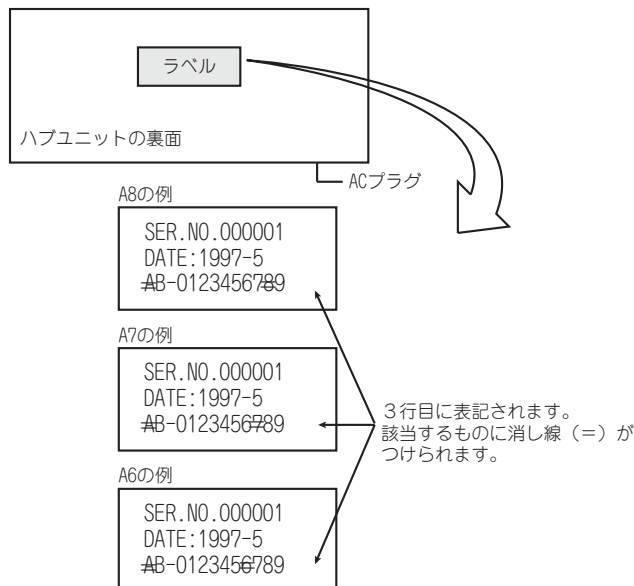 ラベル
ハブユニットの裏面
ACプラグ
A8の例
SER.NO.000001
DATE:1997-5
AB-0123456789
A7の例
SER.NO.000001
DATE:1997-5
AB-0123456789
３行目に表記されます。
該当するものに消し線（＝）が
つけられます。
A6の例
SER.NO.000001
DATE:1997-5
AB-0123456789